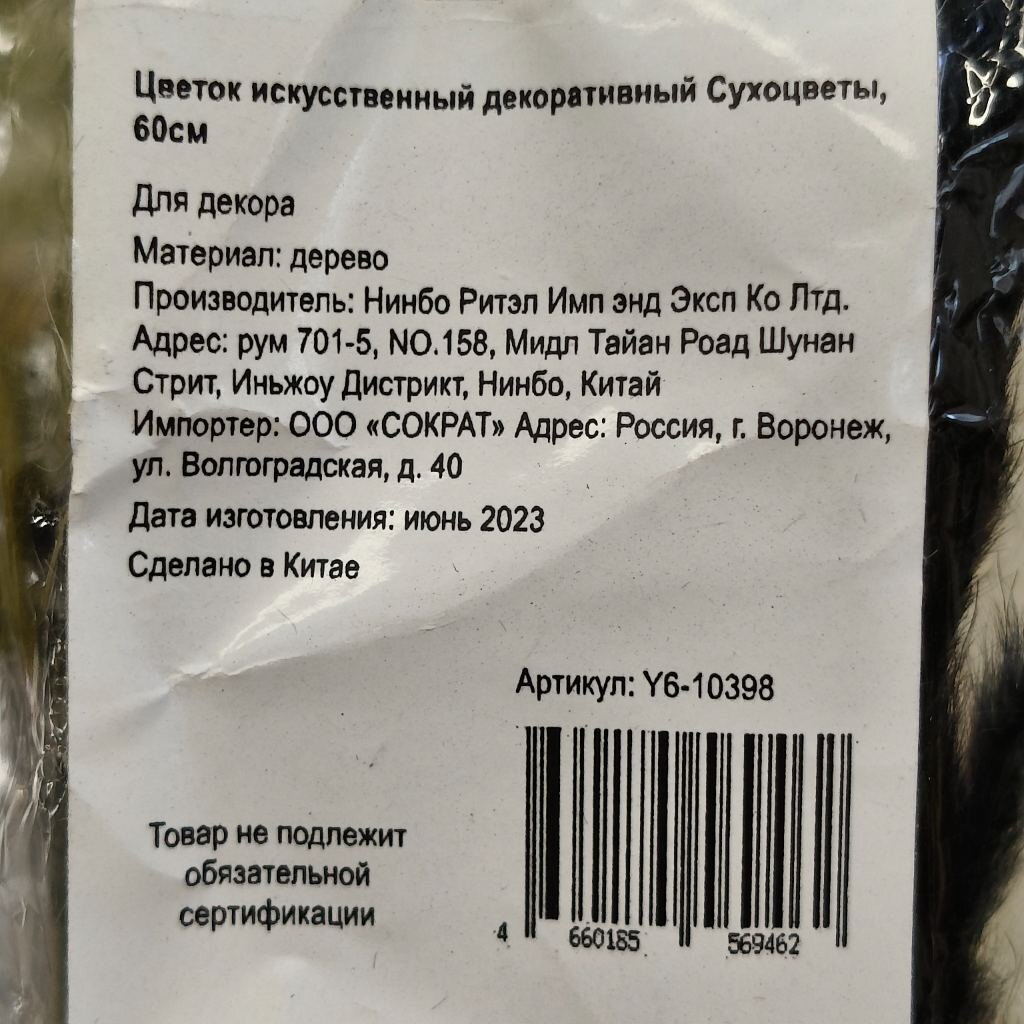 Цветок искусственный декоративный Сухоцветы,
60см
Для декора
Материал: дерево
Производитель: Нинбо Ритэл Имп энд Эксп Ко Лтд.
Адрес: рум 701-5, NO.158, Мидл Тайан Роад Шунан
Стрит, Иньжоу Дистрикт, Нинбо, Китай
Импортер: ООО «СОКРАТ» Адрес: Россия, г. Воронеж,
ул. Волгоградская, д. 40
Дата изготовления: июнь 2023
Сделано в Китае
Артикул: Y6-10398
Товар не подлежит
обязательной
сертификации
4 660185 569462